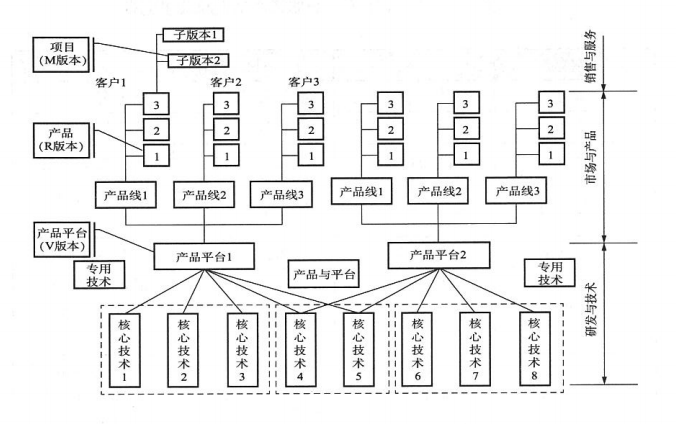 子版本1
项目
(M版本)
子版本2
销售与服务
客户1
客户2
客户3
3
3
3
3
3
3
产品
(R版本)
2
2
2
2
2
2
1
1
1
1
1
1
市场与产品
产品线1
产品线2
产品线3
产品线1
产品线2
产品线3
产品平台
(V版本)
产品平台1
产品平台2
专用
技术
产品与平台
专用
技术
研发与技术
核心技术1
核心技术2
核心技术3
核心技术4
核心技术5
核心技术6
核心技术7
核心技术8